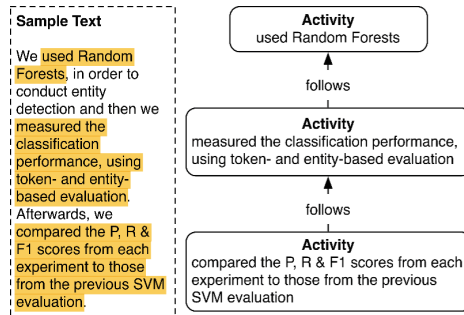 Sample Text
We used Random
Forests, in order to
conduct entity
detection and then we
measured the
classification
performance, using
token- and entity-
based evaluation.
Afterwards, we
compared the P, R &
F1 scores from each
experiment to those
from the previous SVM
evaluation.
Activity
used Random Forests
follows
Activity
measured the classification performance,
using token- and entity-based evaluation
follows
Activity
compared the P, R & F1 scores from each
experiment to those from the previous
SVM evaluation